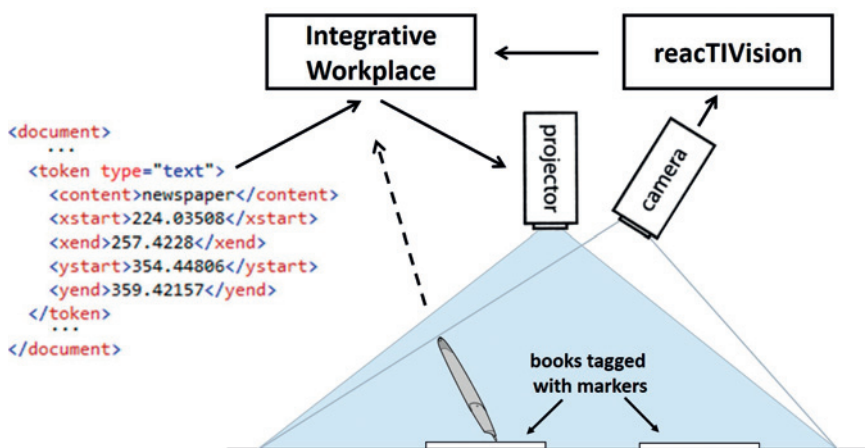 Integrative
Workplace
reacTIVision
projector
camera
<document>
...
<token type="text">
<content>newspaper</content>
<xstart>224.03508</xstart>
<xend>257.4228</xend>
<ystart>354.44806</ystart>
<yend>359.42157</yend>
</token>
...
</document>
books tagged
with markers